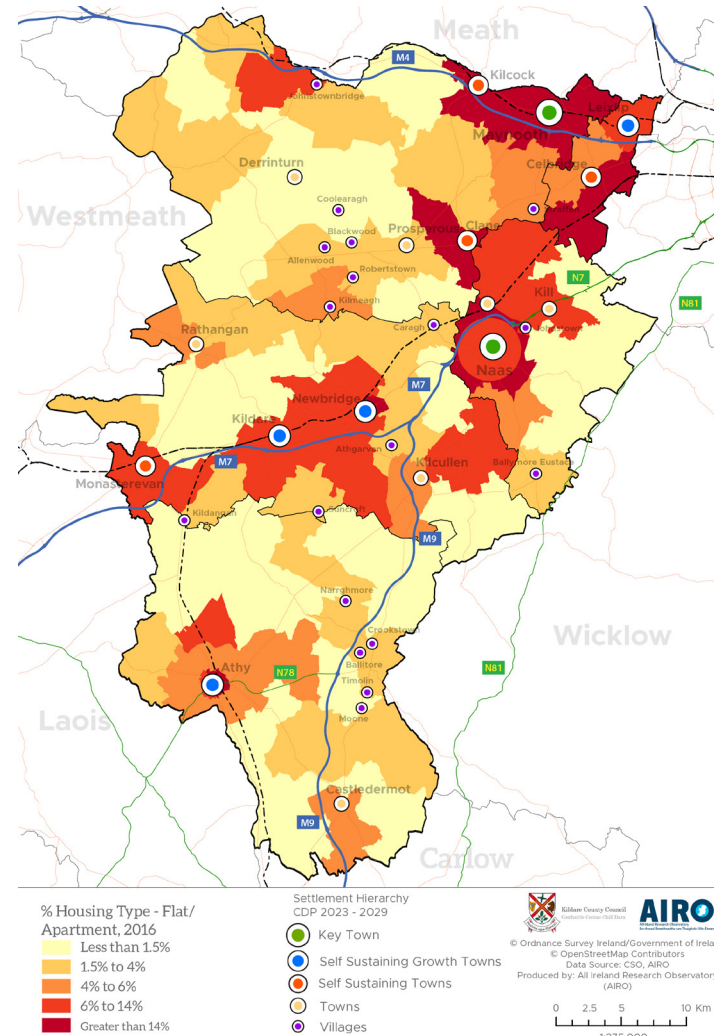 Meath
M4
Kilcock
Johnstownbridge
Leixlip
Maynooth
Derrinturn
Celbridge
Coolearagh
Westmeath
Prosperous
Clane
Blackwood
Allenwood
Robertstown
N7
Kill
N81
Kilmeagh
Caragh
Johnstown
Rathangan
Naas
M7
Newbridge
Kildare
Athgarvan
M7
Kilcullen
Ballymore Eustace
Monasterevan
Kildangan
Suncroft
M9
Narraghmore
Crookstown
Wicklow
Ballitore
Athy
N78
N81
Timolin
Laois
Moone
Castledermot
M9
Carlow
% Housing Type - Flat/
Apartment, 2016
Less than 1.5%
1.5% to 4%
4% to 6%
6% to 14%
Greater than 14%
Settlement Hierarchy
CDP 2023 - 2029
Key Town
Self Sustaining Growth Towns
Self Sustaining Towns
Towns
Villages
Kildare County Council
AIRO
© Ordnance Survey Ireland/Government of Irela
© OpenStreetMap Contributors
Data Source: CSO, AIRO
Produced by: All Ireland Research Observator
(AIRO)
0 2.5 5 10 Km